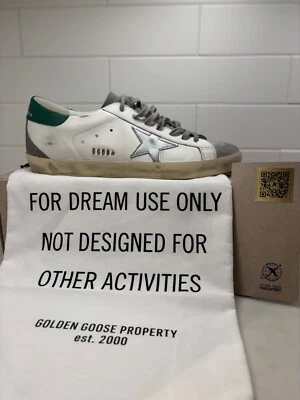 FOR DREAM USE ONLY
NOT DESIGNED FOR
OTHER ACTIVITIES
GOLDEN GOOSE PROPERTY
est. 2000